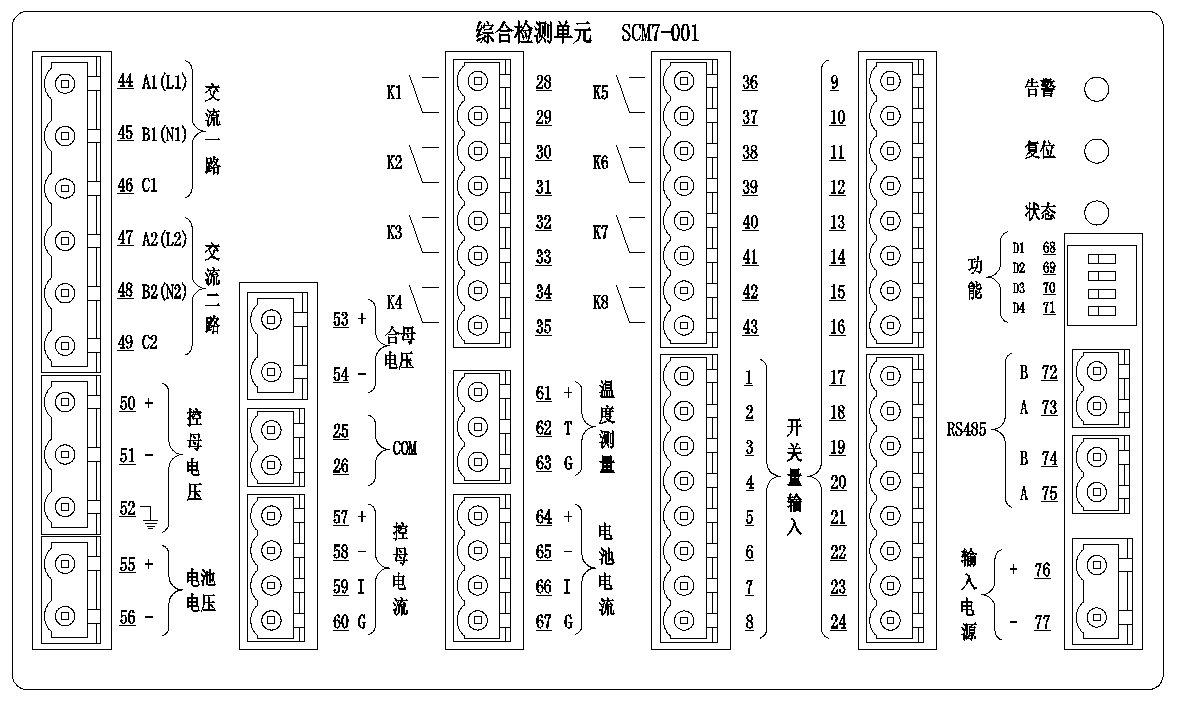 综合检测单元 SCM7-001
44 A1(L1)
45 B1(N1)
46 C1
交流一路
47 A2(L2)
48 B2(N2)
49 C2
交流二路
50 +
51 -
52
控母电压
55 +
56 -
电池电压
53 +
54 -
合母电压
25
26
COM
57 +
58 -
59 I
60 G
控母电流
K1
K2
K3
K4
28
29
30
31
32
33
34
35
61 +
62 T
63 G
温度测量
64 +
65 -
66 I
67 G
电池电流
K5
K6
K7
K8
36
37
38
39
40
41
42
43
1
2
3
4
5
6
7
8
开关量输入
9
10
11
12
13
14
15
16
17
18
19
20
21
22
23
24
告警
复位
状态
功能
D1 68
D2 69
D3 70
D4 71
RS485
B 72
A 73
B 74
A 75
输入电源
+ 76
- 77